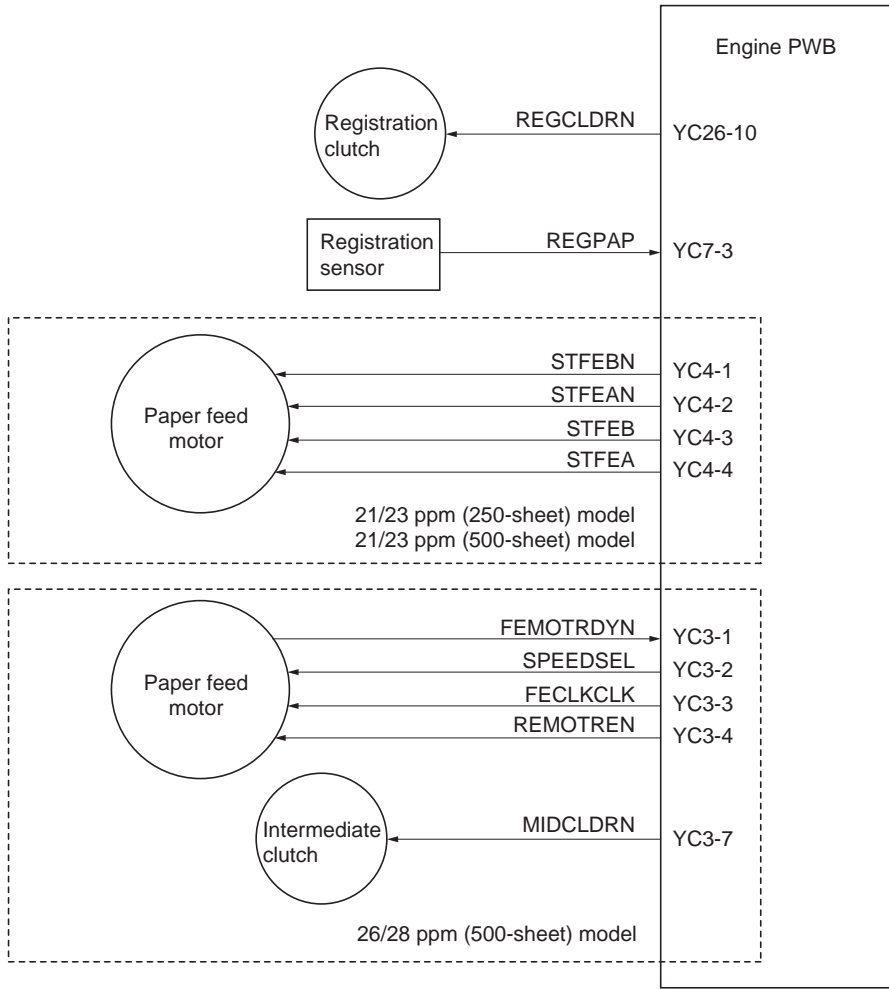 Engine PWB
Registration
clutch
REGCLDRN
YC26-10
Registration
sensor
REGPAP
YC7-3
Paper feed
motor
STFEBN
YC4-1
STFEAN
YC4-2
STFEB
YC4-3
STFEA
YC4-4
21/23 ppm (250-sheet) model
21/23 ppm (500-sheet) model
Paper feed
motor
FEMOTRDYN
YC3-1
SPEEDSEL
YC3-2
FECLKCLK
YC3-3
REMOTREN
YC3-4
Intermediate
clutch
MIDCLDRN
YC3-7
26/28 ppm (500-sheet) model